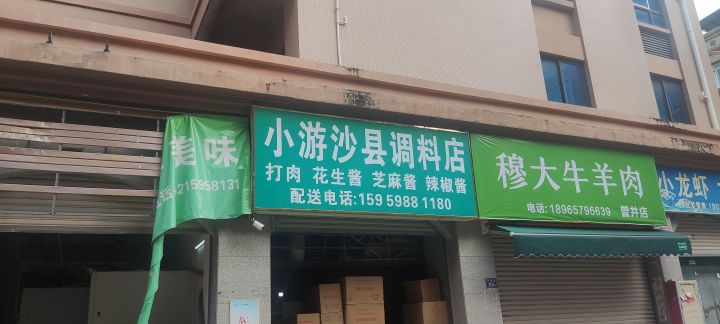 美味
215958131
小游沙县调料店
打肉 花生酱 芝麻酱 辣椒酱
配送电话:159 5988 1180
穆大牛羊肉
电话: 18965796639 曾井店
小龙虾